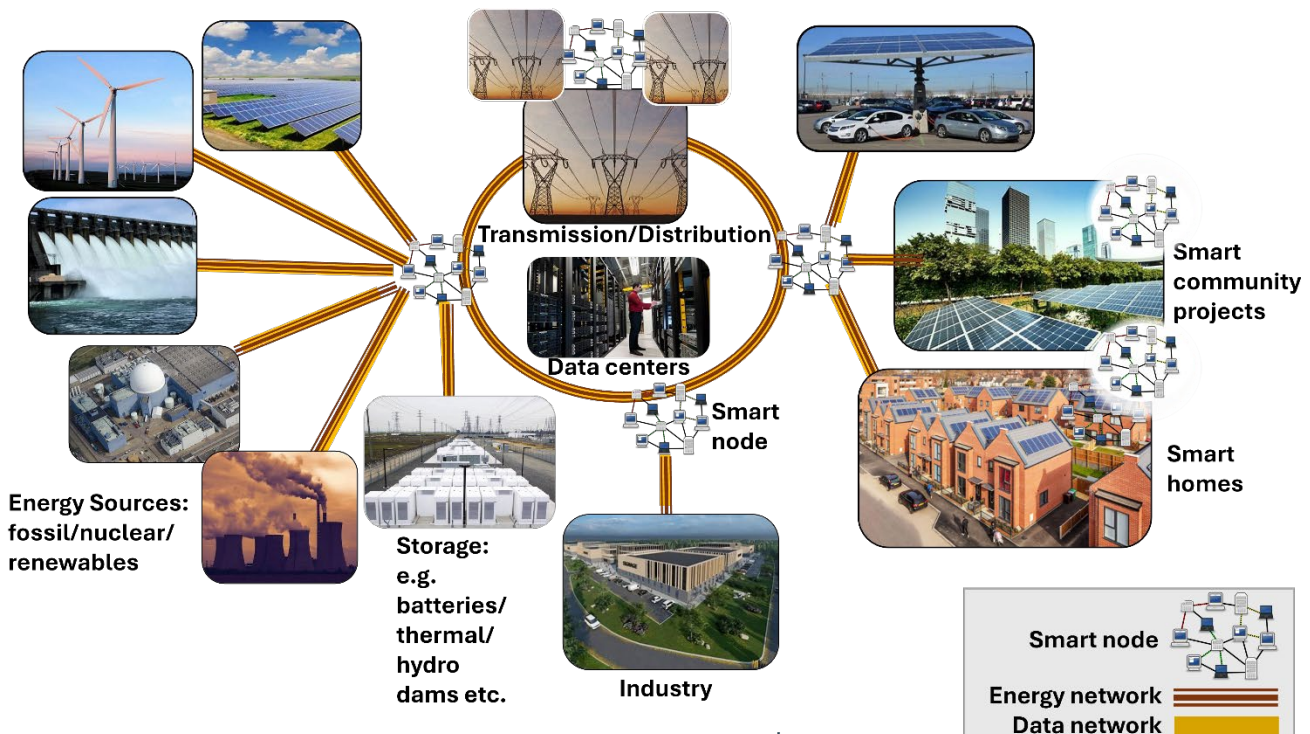 Transmission/Distribution
Data centers
Smart
node
Smart
community
projects
Smart
homes
Energy Sources:
fossil/nuclear/
renewables
Storage:
e.g.
batteries/
thermal/
hydro
dams etc.
Industry
Smart node
Energy network
Data network